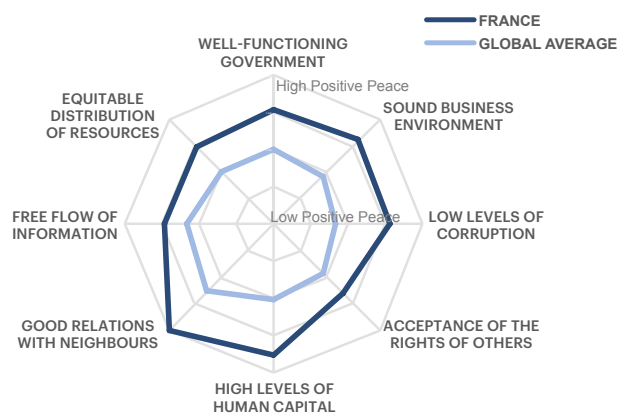 FRANCE
GLOBAL AVERAGE
WELL-FUNCTIONING
GOVERNMENT
High Positive Peace
SOUND BUSINESS
ENVIRONMENT
EQUITABLE
DISTRIBUTION
OF RESOURCES
Low Positive Peace
LOW LEVELS OF
CORRUPTION
FREE FLOW OF
INFORMATION
ACCEPTANCE OF THE
RIGHTS OF OTHERS
GOOD RELATIONS
WITH NEIGHBOURS
HIGH LEVELS OF
HUMAN CAPITAL